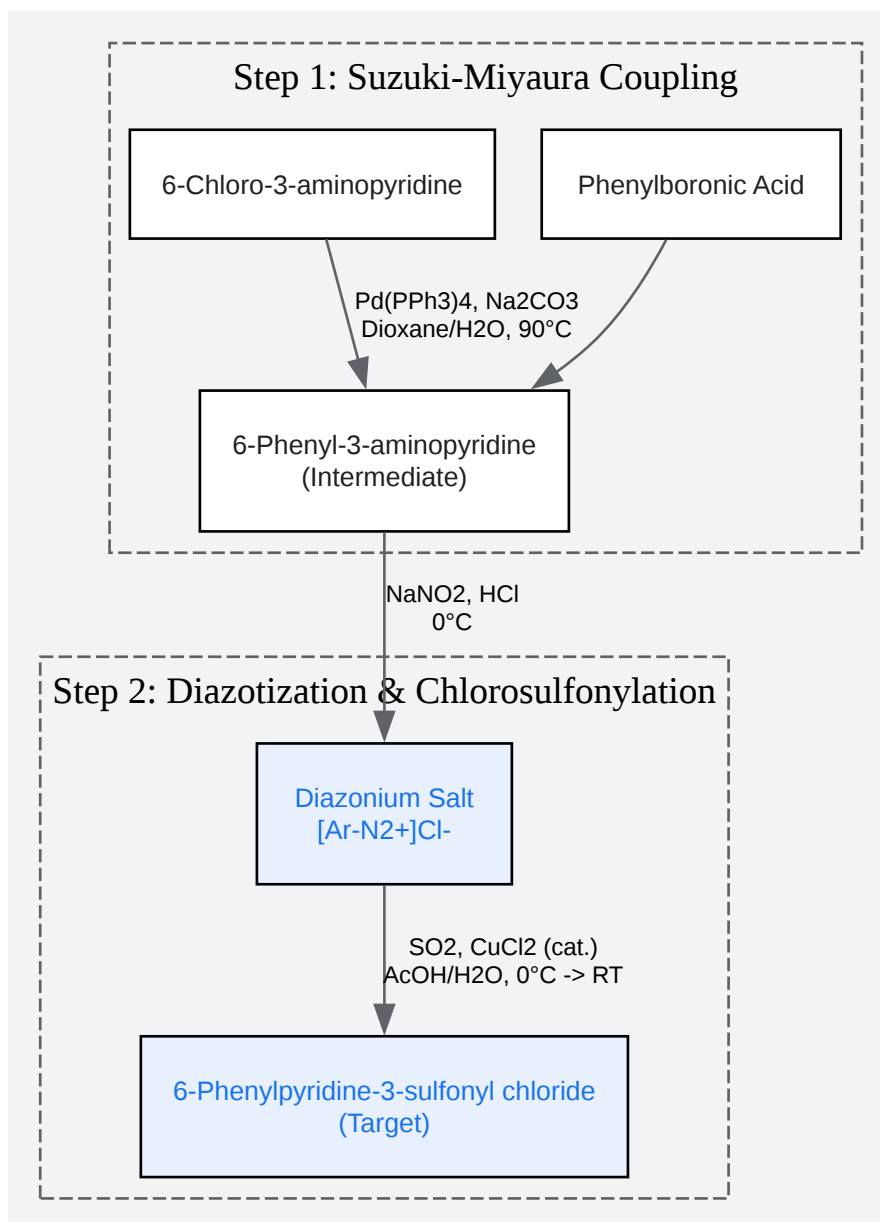 Step 1: Suzuki-Miyaura Coupling
6-Chloro-3-aminopyridine
Phenylboronic Acid
Pd(PPh3)4, Na2CO3
Dioxane/H2O, 90°C
6-Phenyl-3-aminopyridine
(Intermediate)
NaNO2, HCl
0°C
Step 2: Diazotization & Chlorosulfonylation
Diazonium Salt
[Ar-N2+]Cl-
SO2, CuCl2 (cat.)
AcOH/H2O, 0°C -> RT
6-Phenylpyridine-3-sulfonyl chloride
(Target)